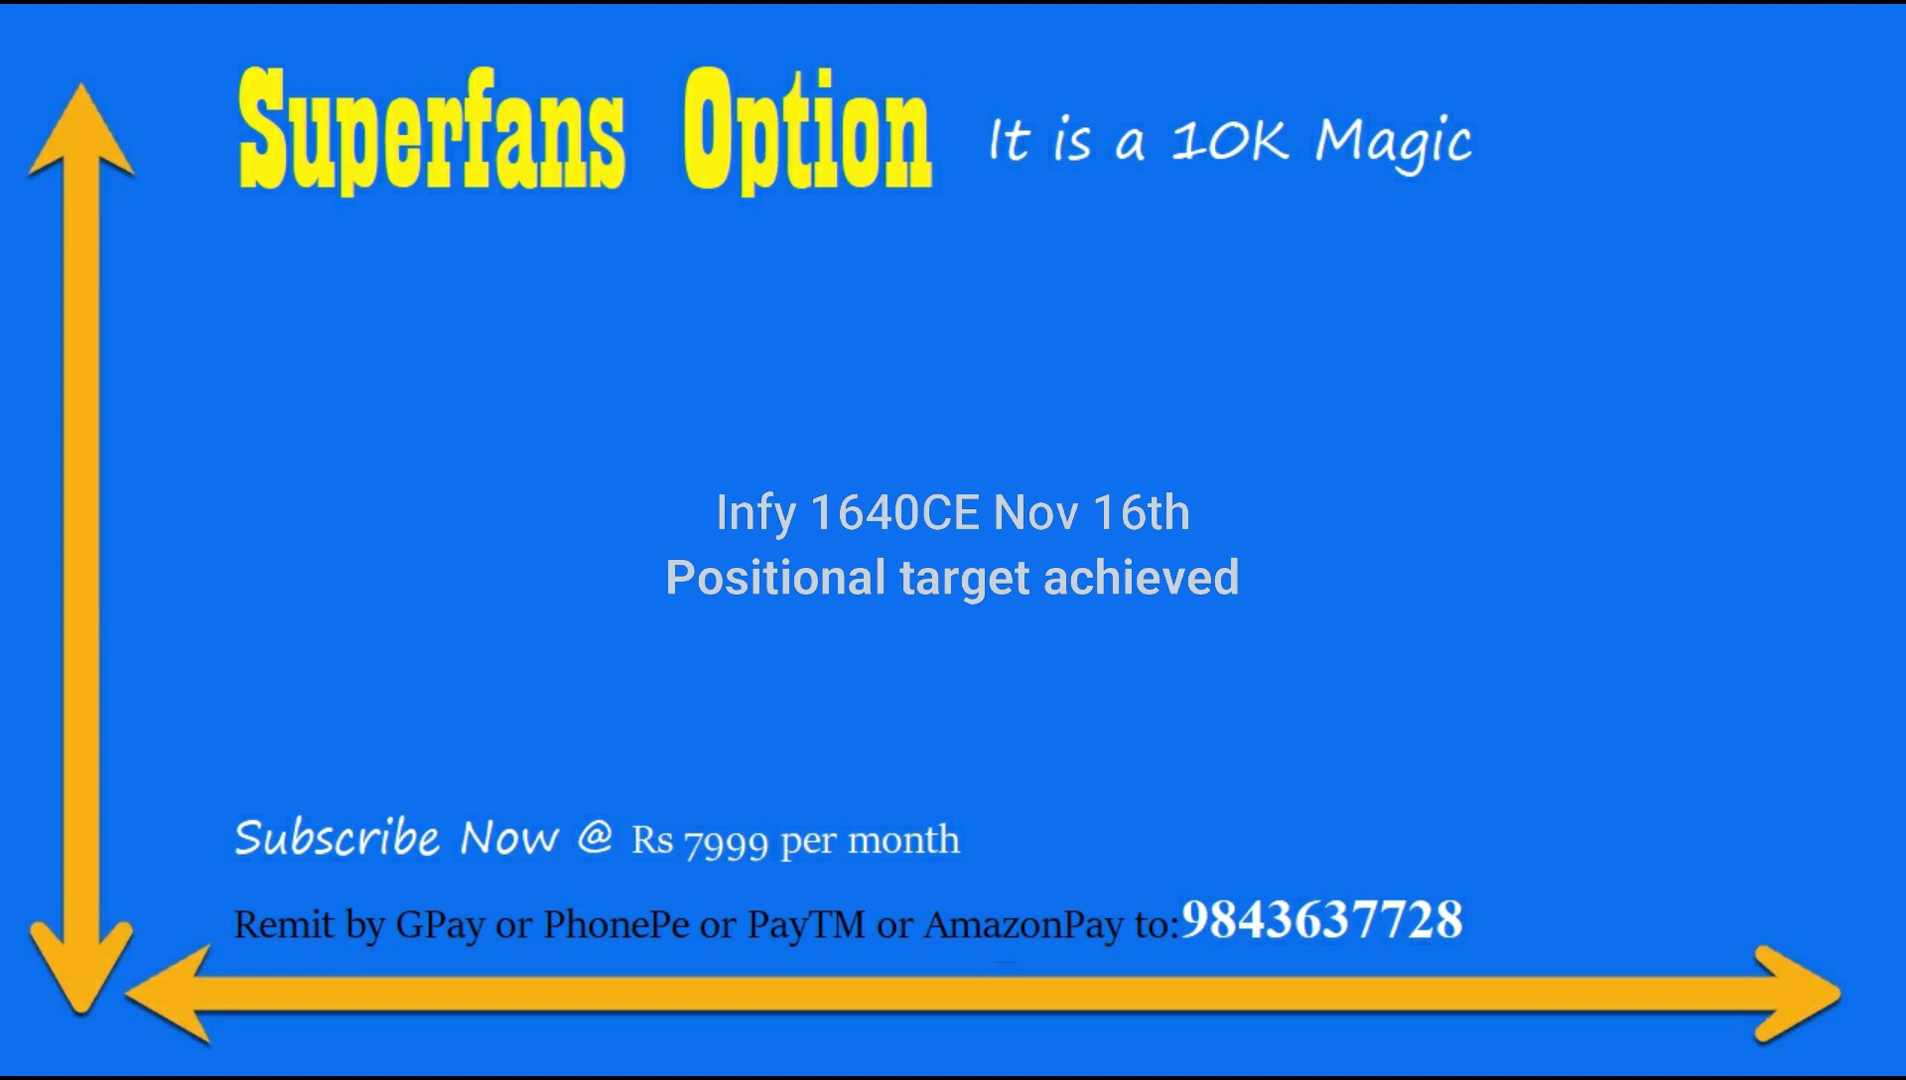 Superfans Option It is a 10K Magic
Infy 1640CE Nov 16th
Positional target achieved
Subscribe Now @ Rs 7999 per month
Remit by GPay or PhonePe or PayTM or AmazonPay to:9843637728